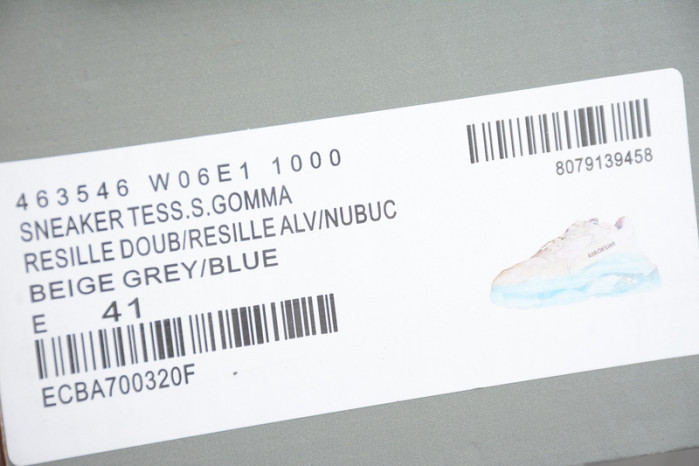 463546 W06E1 1000
SNEAKER TESS.S.GOMMA
RESILLE DOUB/RESILLE ALV/NUBUC
BEIGE GREY/BLUE
E 41
ECBA700320F
8079139458